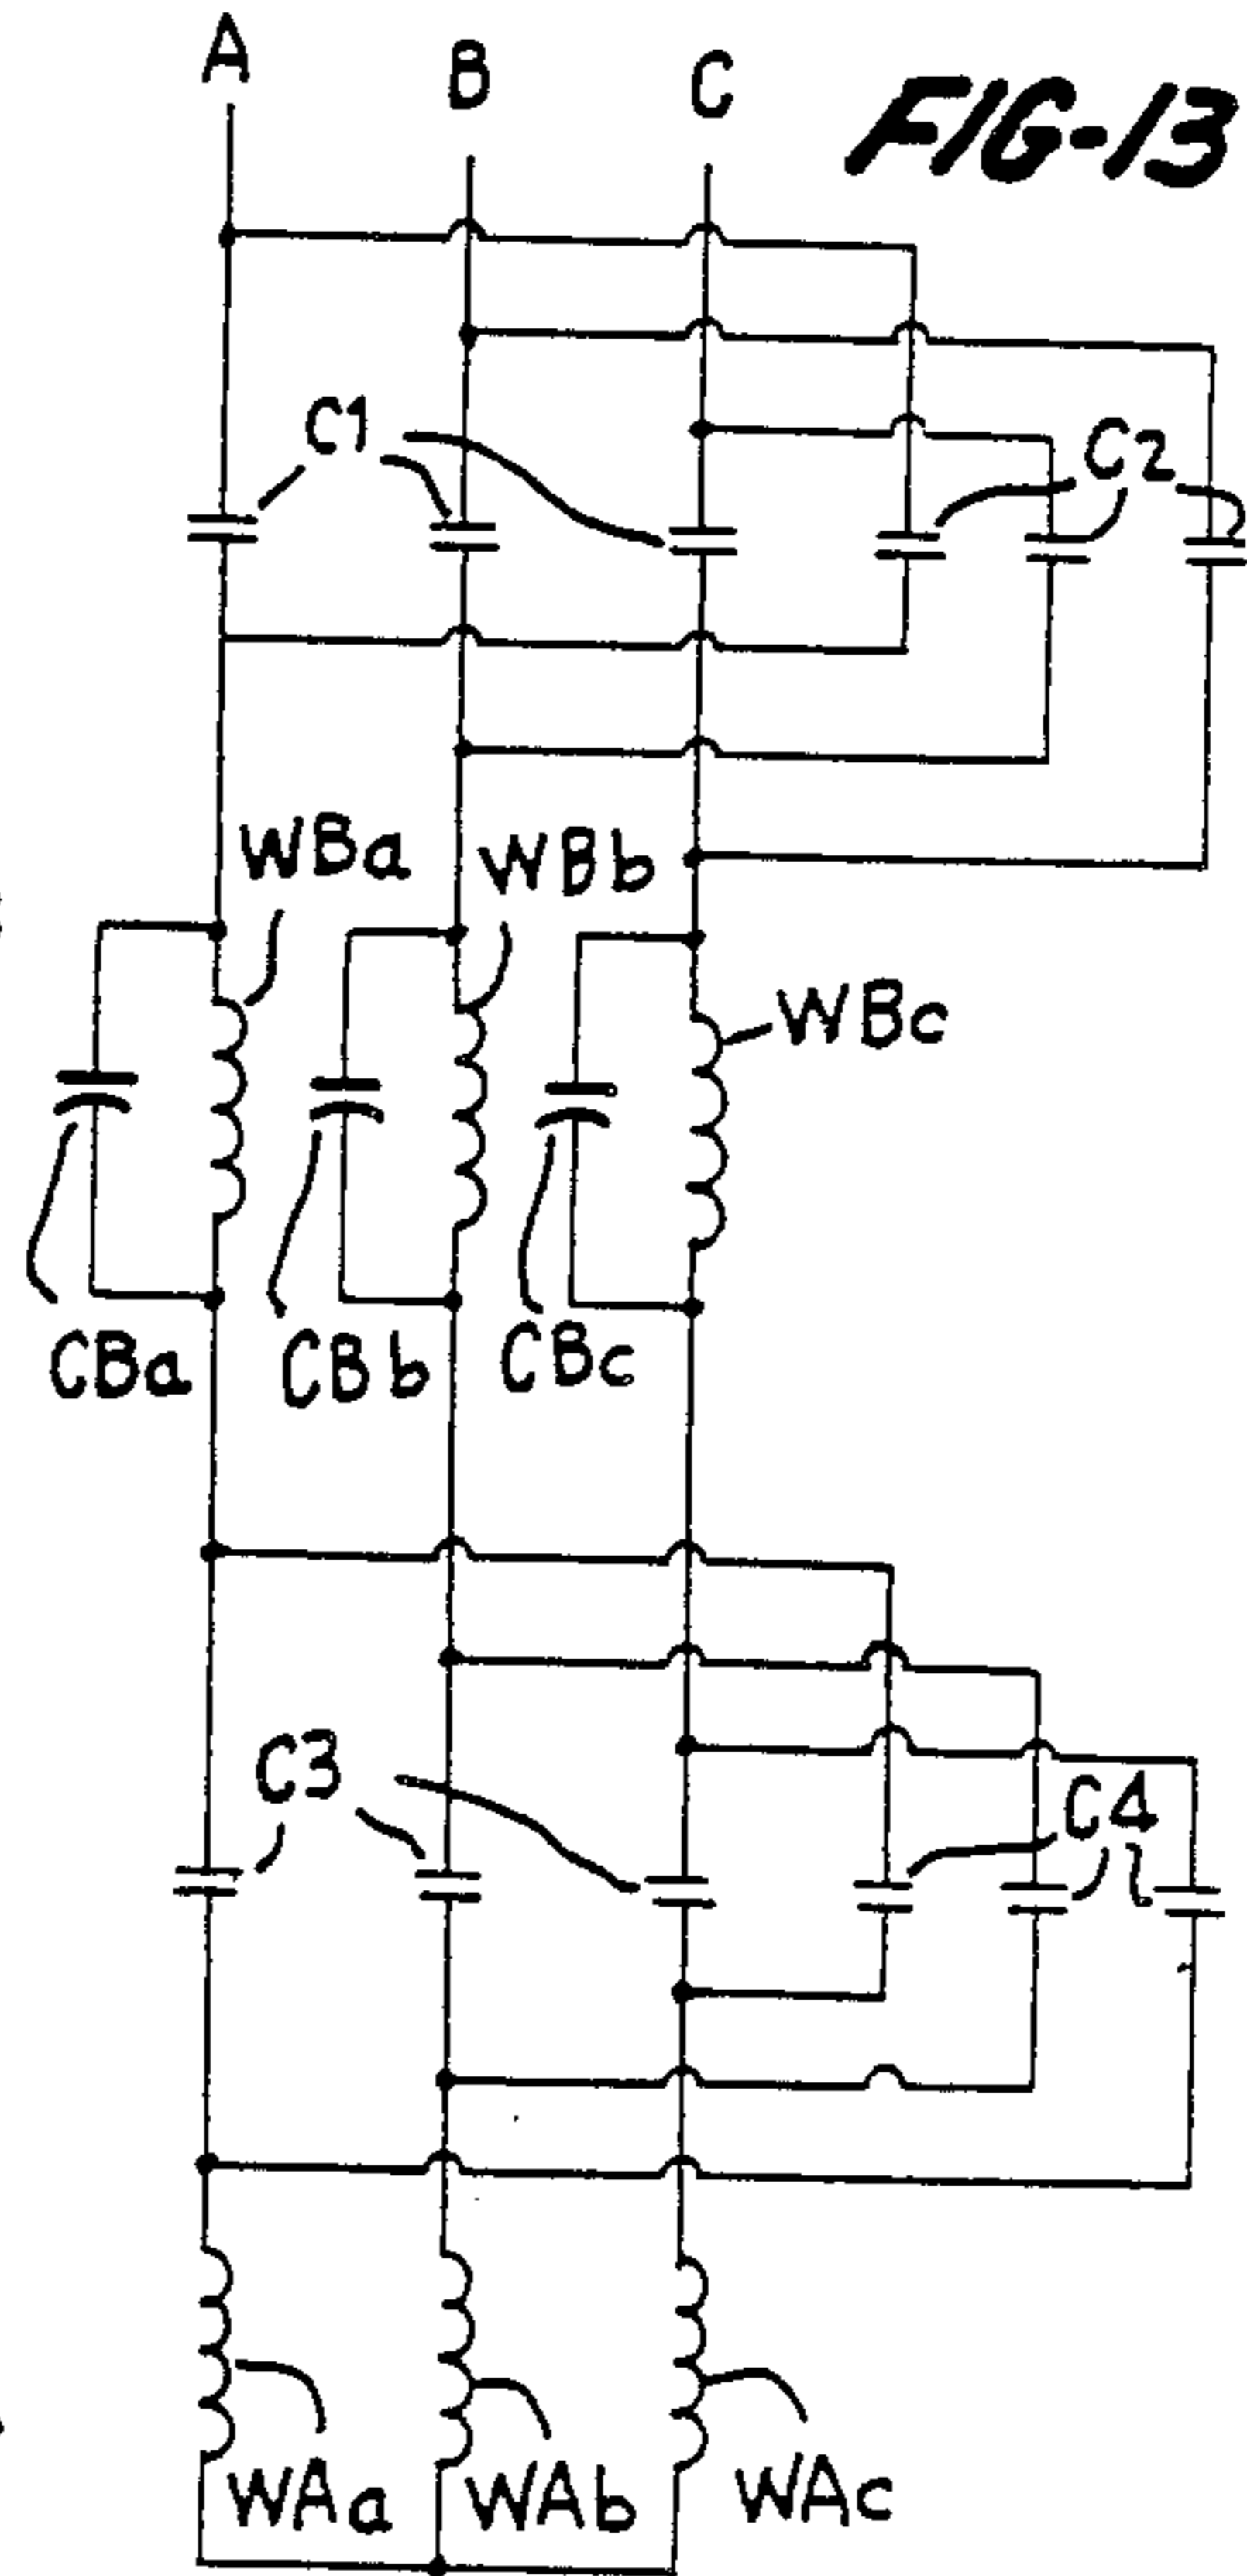 A B C
FIG-13
C1 C2
WBa WBb
WBc
CBa CBb CBc
C3 C4
WAa WAb WAc